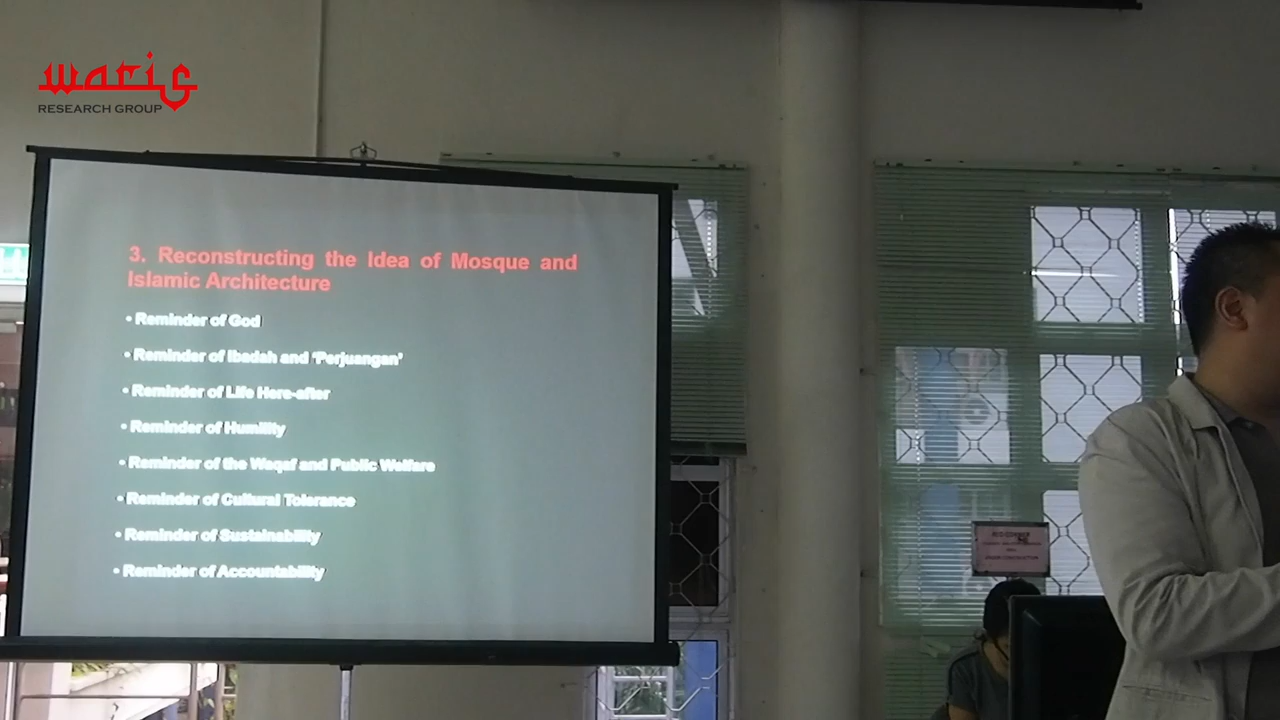 waris
RESEARCH GROUP
3. Reconstructing the Idea of Mosque and
Islamic Architecture
• Reminder of God
• Reminder of Ibadah and ‘Perjuangan’
• Reminder of Life Here-after
• Reminder of Humility
• Reminder of the Waqaf and Public Welfare
• Reminder of Cultural Tolerance
• Reminder of Sustainability
• Reminder of Accountability